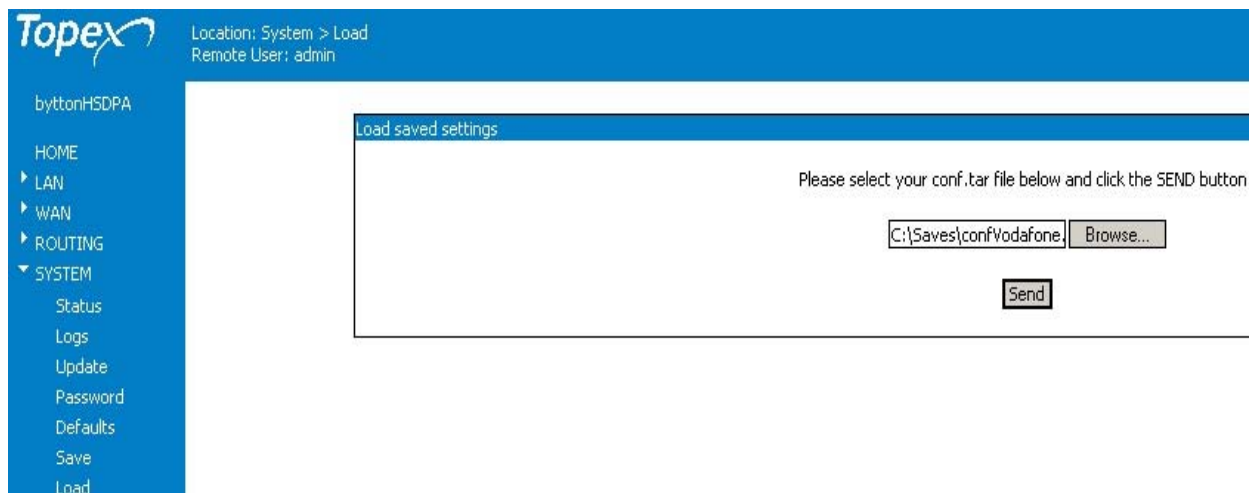 Topex
Location: System > Load
Remote User: admin
byttonHSDPA
HOME
LAN
WAN
ROUTING
SYSTEM
Status
Logs
Update
Password
Defaults
Save
Load
Load saved settings
Please select your conf.tar file below and click the SEND button
C:\Saves\confVodafone. Browse...
Send